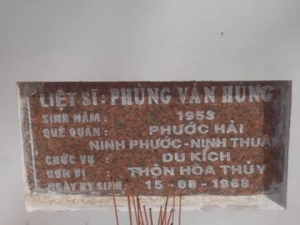 LIỆT SĨ : PHÙNG VĂN HÙNG
SINH NĂM : 1953
QUÊ QUÁN : PHƯỚC HẢI
NINH PHƯỚC - NINH THUẬN
CHỨC VỤ : DU KÍCH
ĐƠN VỊ : THÔN HÒA THỦY
NGÀY HY SINH : 15 - 08 - 1968